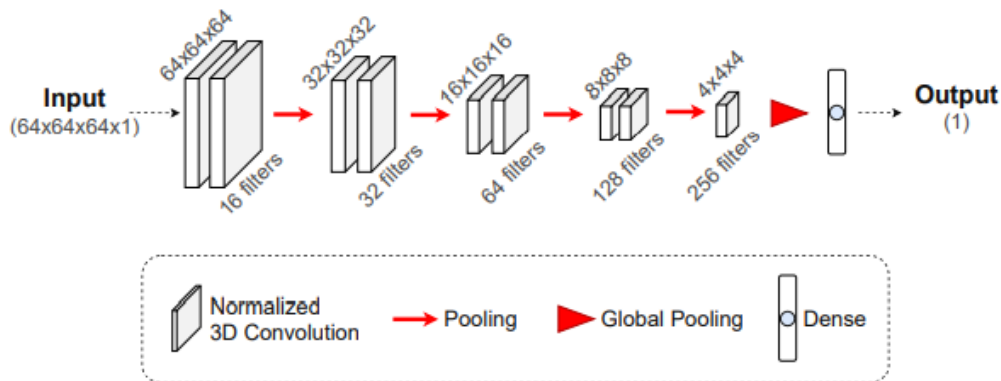 64x64x64
32x32x32
16x16x16
8x8x8
4x4x4
Input
(64x64x64x1)
Output
(1)
16 filters
32 filters
64 filters
128 filters
256 filters
Normalized
3D Convolution
Pooling
Global Pooling
Dense